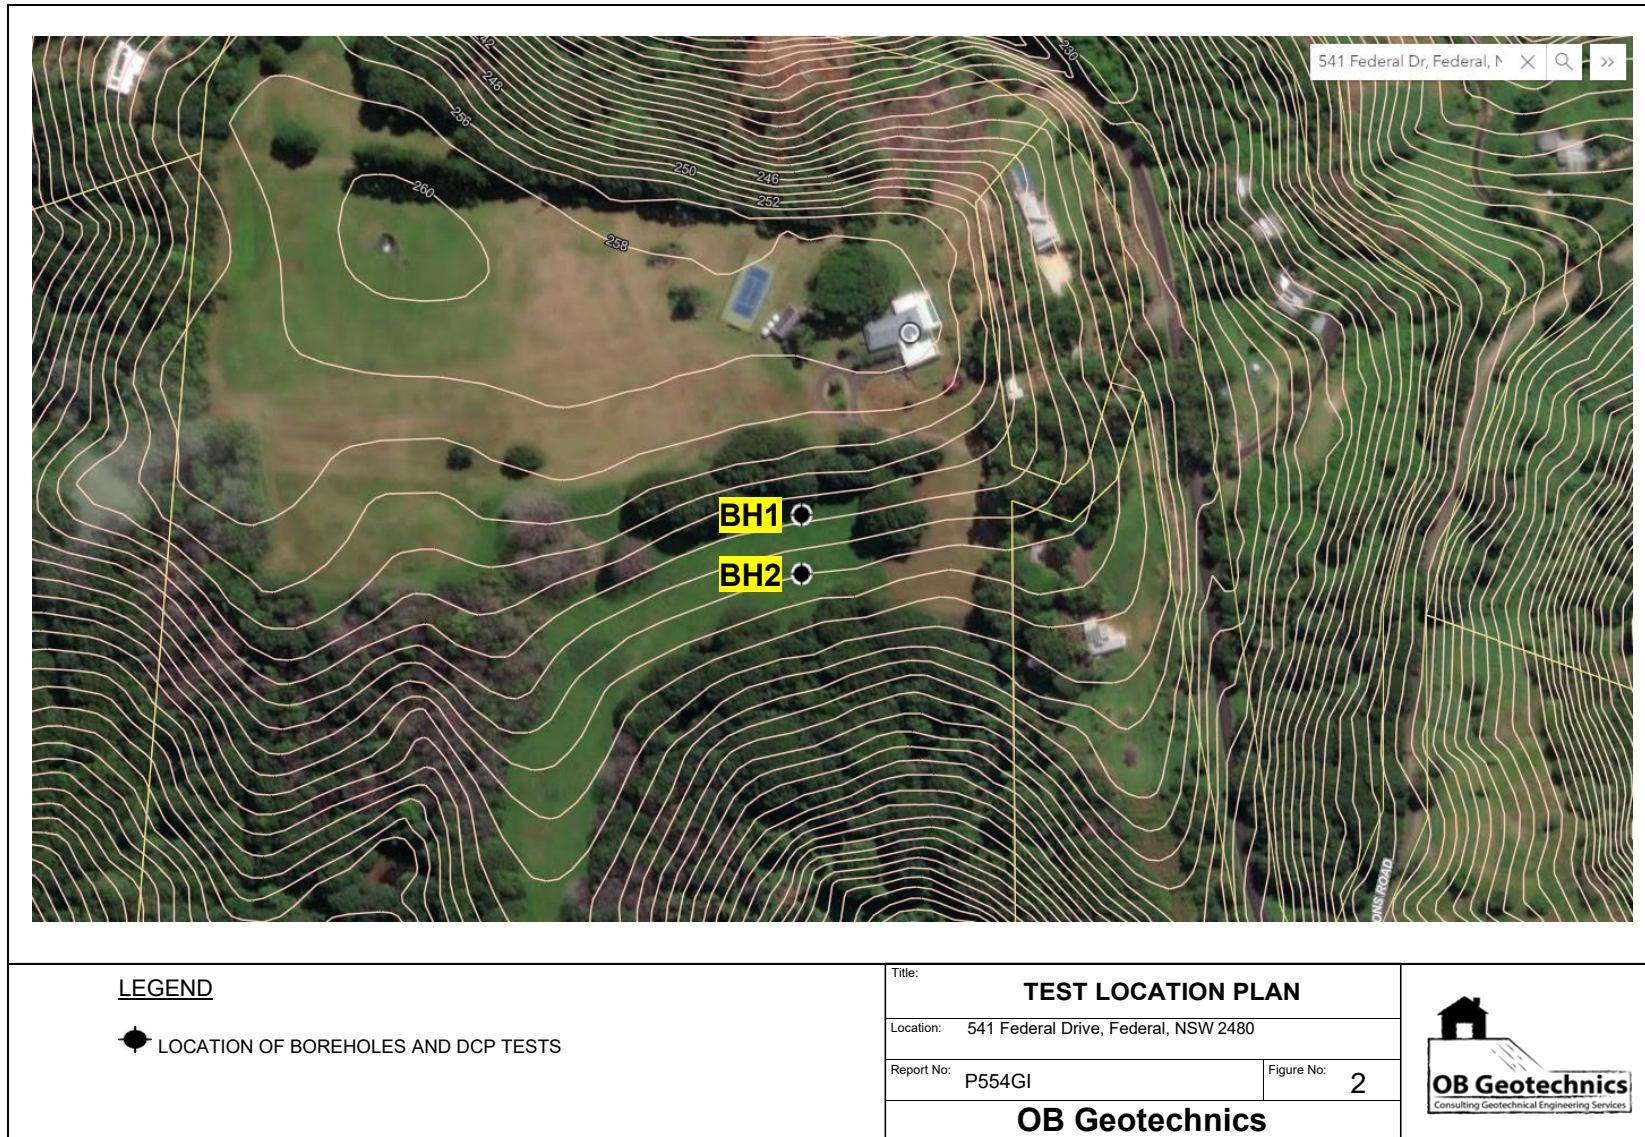 541 Federal Dr, Federal, N
230
248
256
250
246
252
260
258
BH1
BH2
ONS ROAD
LEGEND
LOCATION OF BOREHOLES AND DCP TESTS
Title:
TEST LOCATION PLAN
Location: 541 Federal Drive, Federal, NSW 2480
Report No: P554GI
Figure No: 2
OB Geotechnics
OB Geotechnics
Consulting Geotechnical Engineering Services